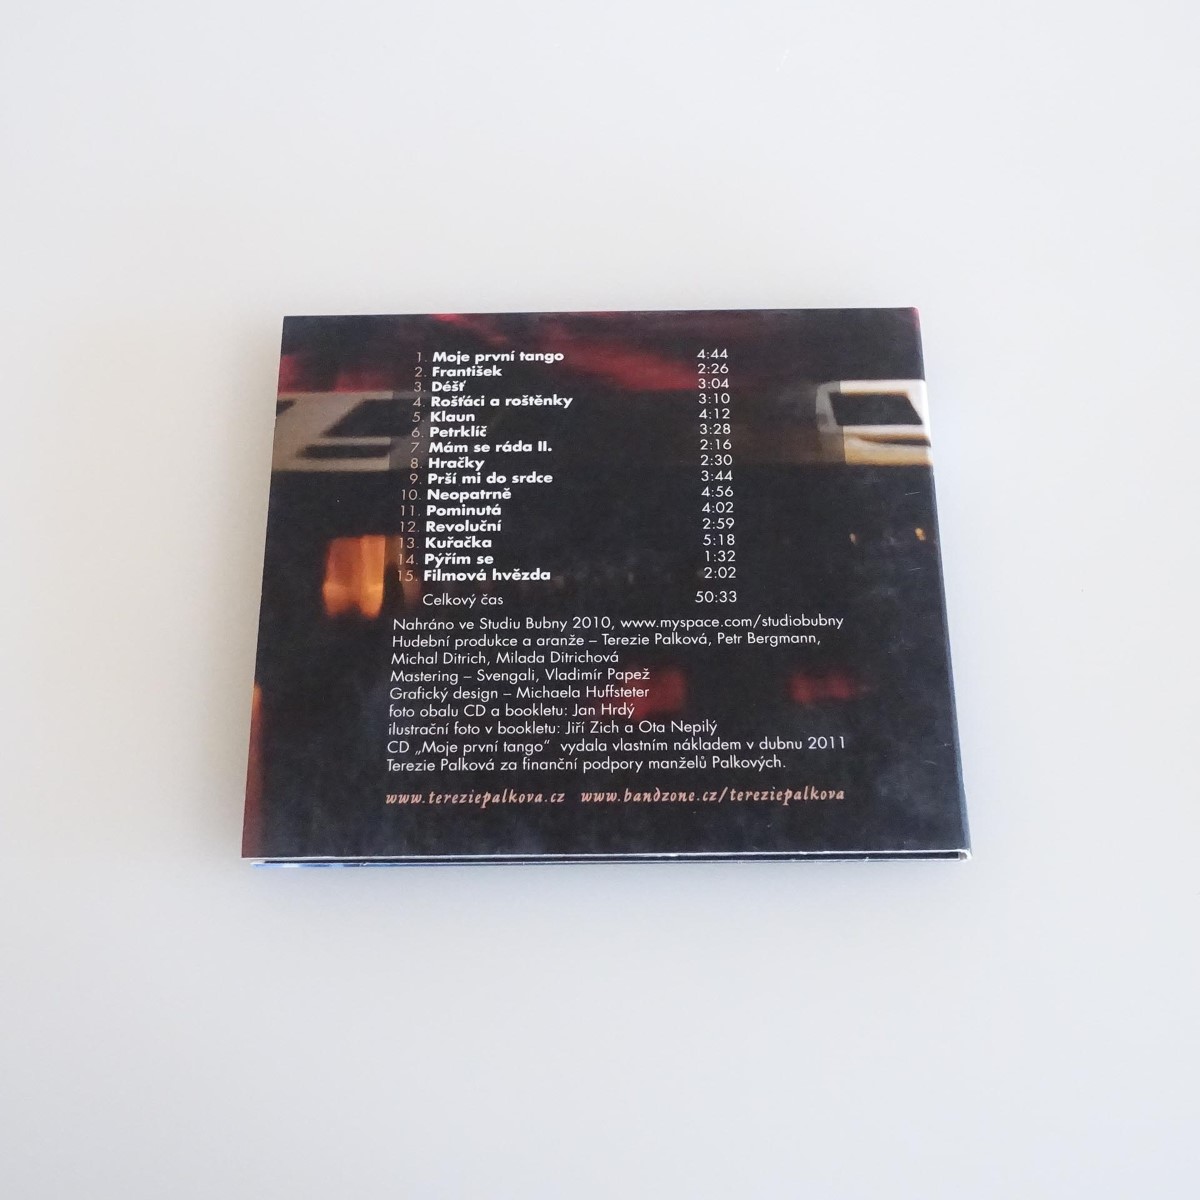 1. Moje první tango 4:44
2. František 2:26
3. Déšť 3:04
4. Rošťáci a roštěnky 3:10
5. Klaun 4:12
6. Petrklíč 3:28
7. Mám se ráda II. 2:16
8. Hračky 2:30
9. Prší mi do srdce 3:44
10. Neopatrně 4:56
11. Pominutá 4:02
12. Revoluční 2:59
13. Kuřačka 5:18
14. Pýřím se 1:32
15. Filmová hvězda 2:02
Celkový čas 50:33
Nahráno ve Studiu Bubny 2010, www.myspace.com/studiobubny
Hudební produkce a aranže – Terezie Palková, Petr Bergmann,
Michal Ditrich, Milada Ditrichová
Mastering – Svengali, Vladimír Papež
Grafický design – Michaela Huffsteter
foto obalu CD a bookletu: Jan Hrdý
ilustrační foto v bookletu: Jiří Zich a Ota Nepilý
CD „Moje první tango“ vydala vlastním nákladem v dubnu 2011
Terezie Palková za finanční podpory manželů Palkových.
www.tereziepalkova.cz www.bandzone.cz/tereziepalkova